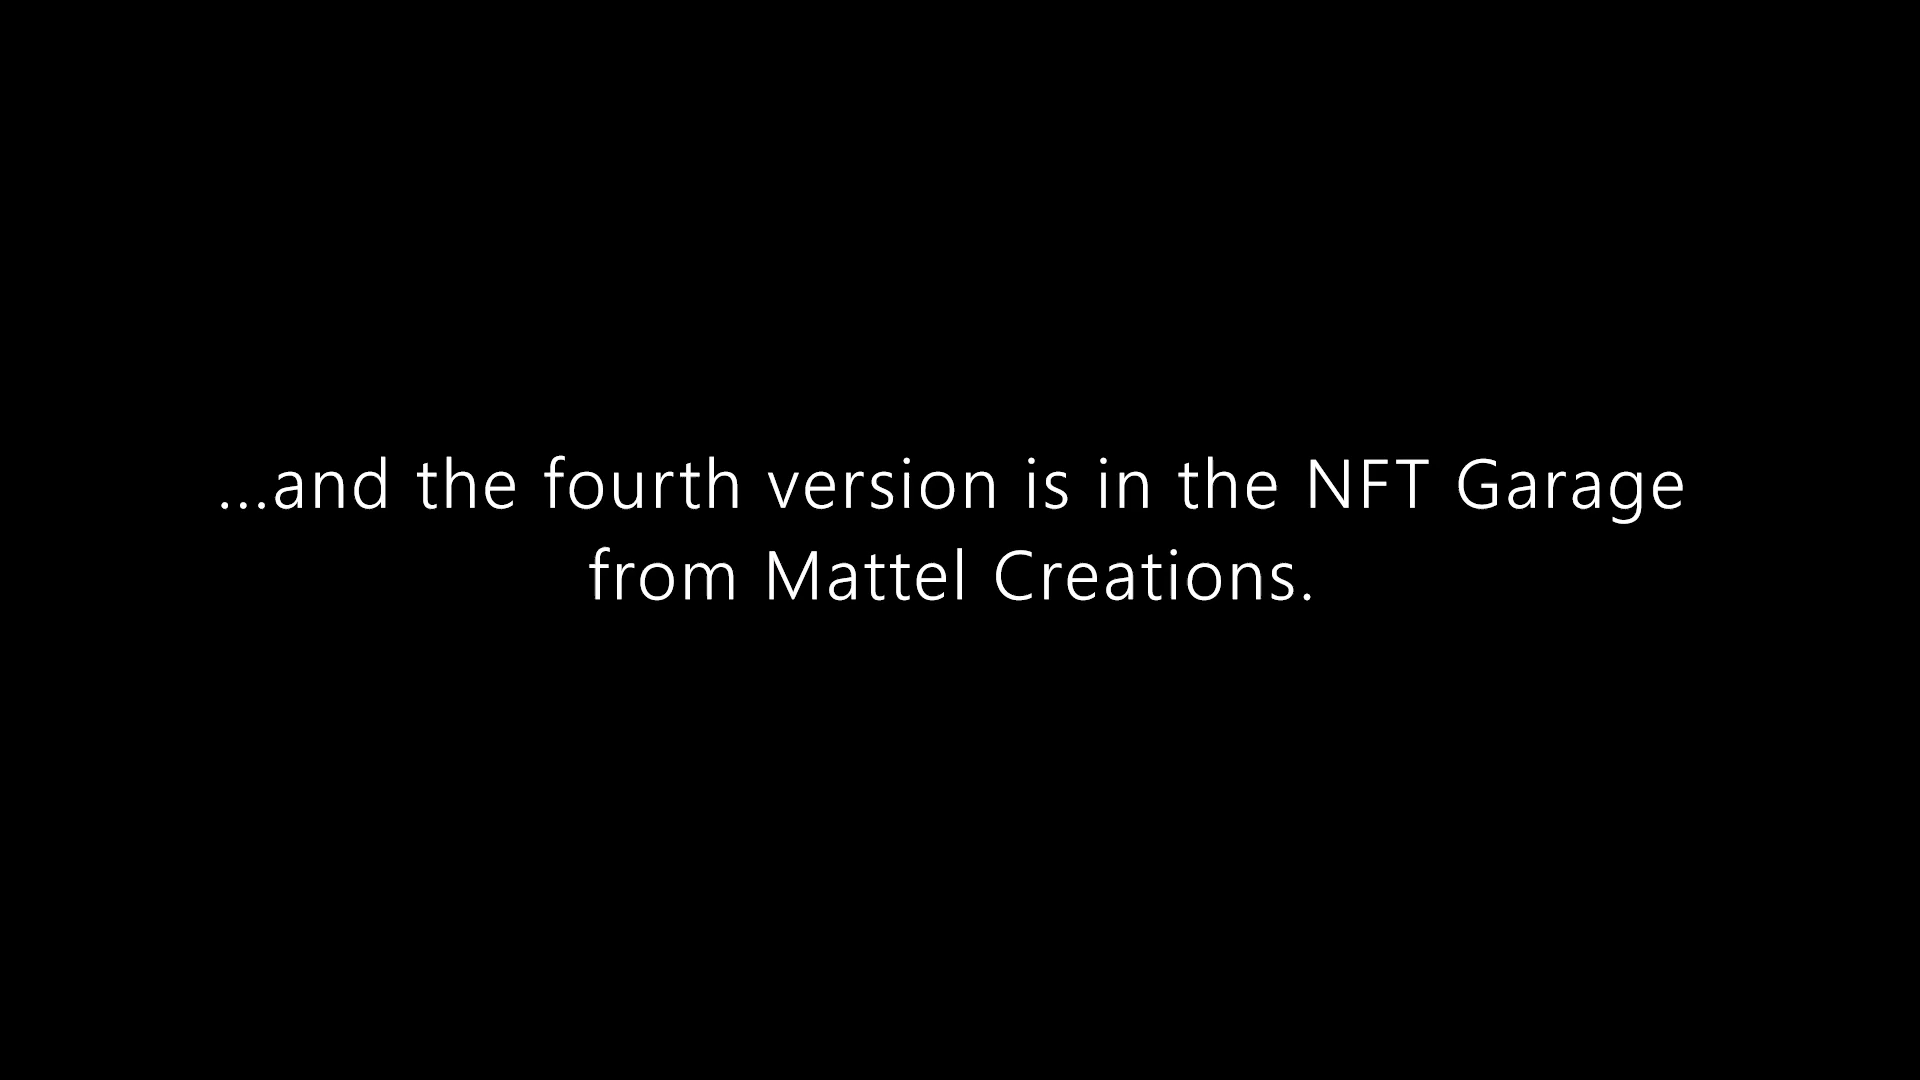 ...and the fourth version is in the NFT Garage
from Mattel Creations.